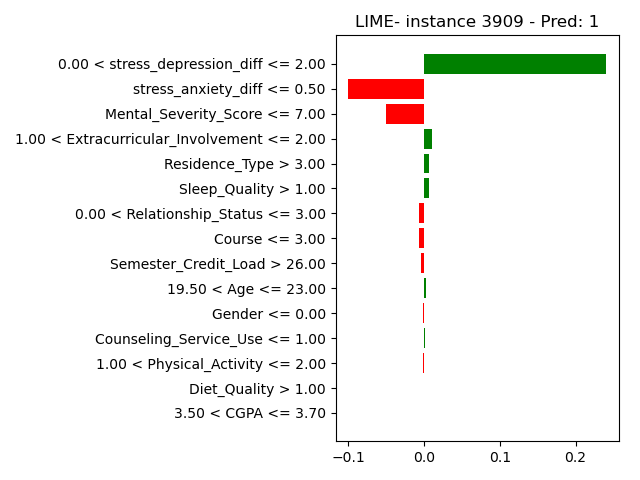 LIME- instance 3909 - Pred: 1
0.00 < stress_depression_diff <= 2.00
stress_anxiety_diff <= 0.50
Mental_Severity_Score <= 7.00
1.00 < Extracurricular_Involvement <= 2.00
Residence_Type > 3.00
Sleep_Quality > 1.00
0.00 < Relationship_Status <= 3.00
Course <= 3.00
Semester_Credit_Load > 26.00
19.50 < Age <= 23.00
Gender <= 0.00
Counseling_Service_Use <= 1.00
1.00 < Physical_Activity <= 2.00
Diet_Quality > 1.00
3.50 < CGPA <= 3.70
−0.1 0.0 0.1 0.2